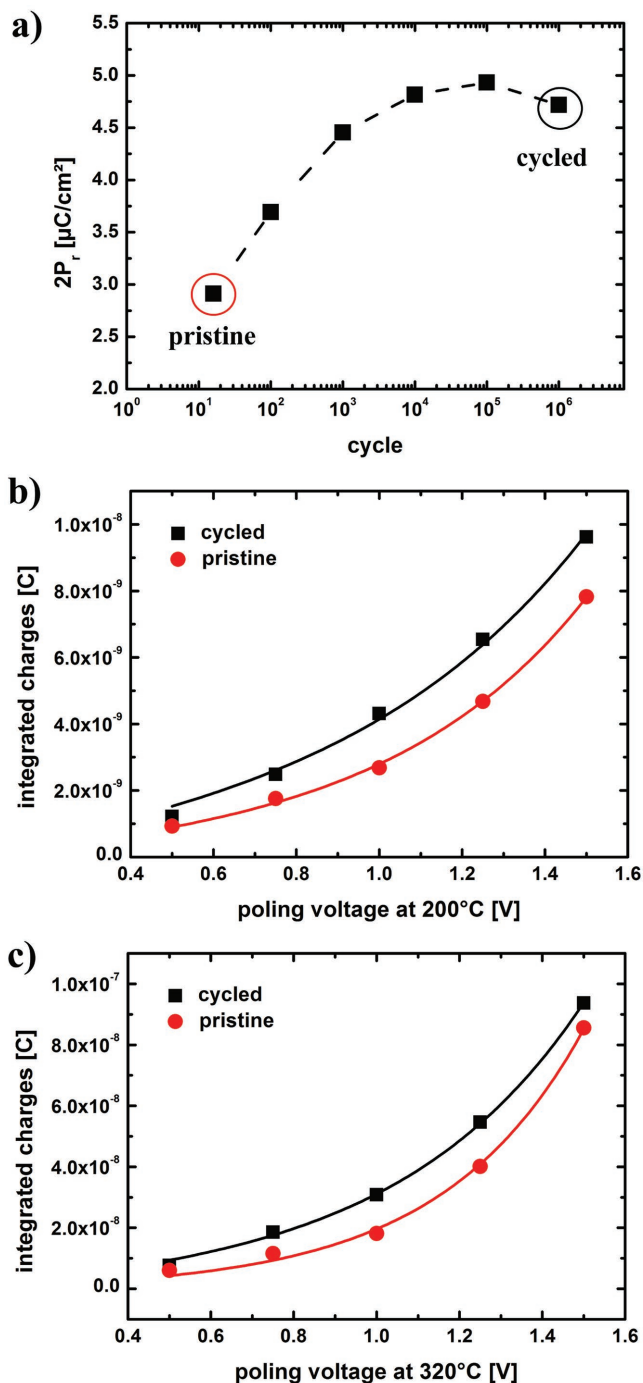 a)
5.5
5.0
4.5
4.0
3.5
3.0
2.5
2.0
2Pr [µC/cm²]
pristine
cycled
10⁰ 10¹ 10² 10³ 10⁴ 10⁵ 10⁶
cycle
b)
1.0x10⁻⁸
8.0x10⁻⁹
6.0x10⁻⁹
4.0x10⁻⁹
2.0x10⁻⁹
0.0
integrated charges [C]
cycled
pristine
0.4 0.6 0.8 1.0 1.2 1.4 1.6
poling voltage at 200°C [V]
c)
1.0x10⁻⁷
8.0x10⁻⁸
6.0x10⁻⁸
4.0x10⁻⁸
2.0x10⁻⁸
0.0
integrated charges [C]
cycled
pristine
0.4 0.6 0.8 1.0 1.2 1.4 1.6
poling voltage at 320°C [V]